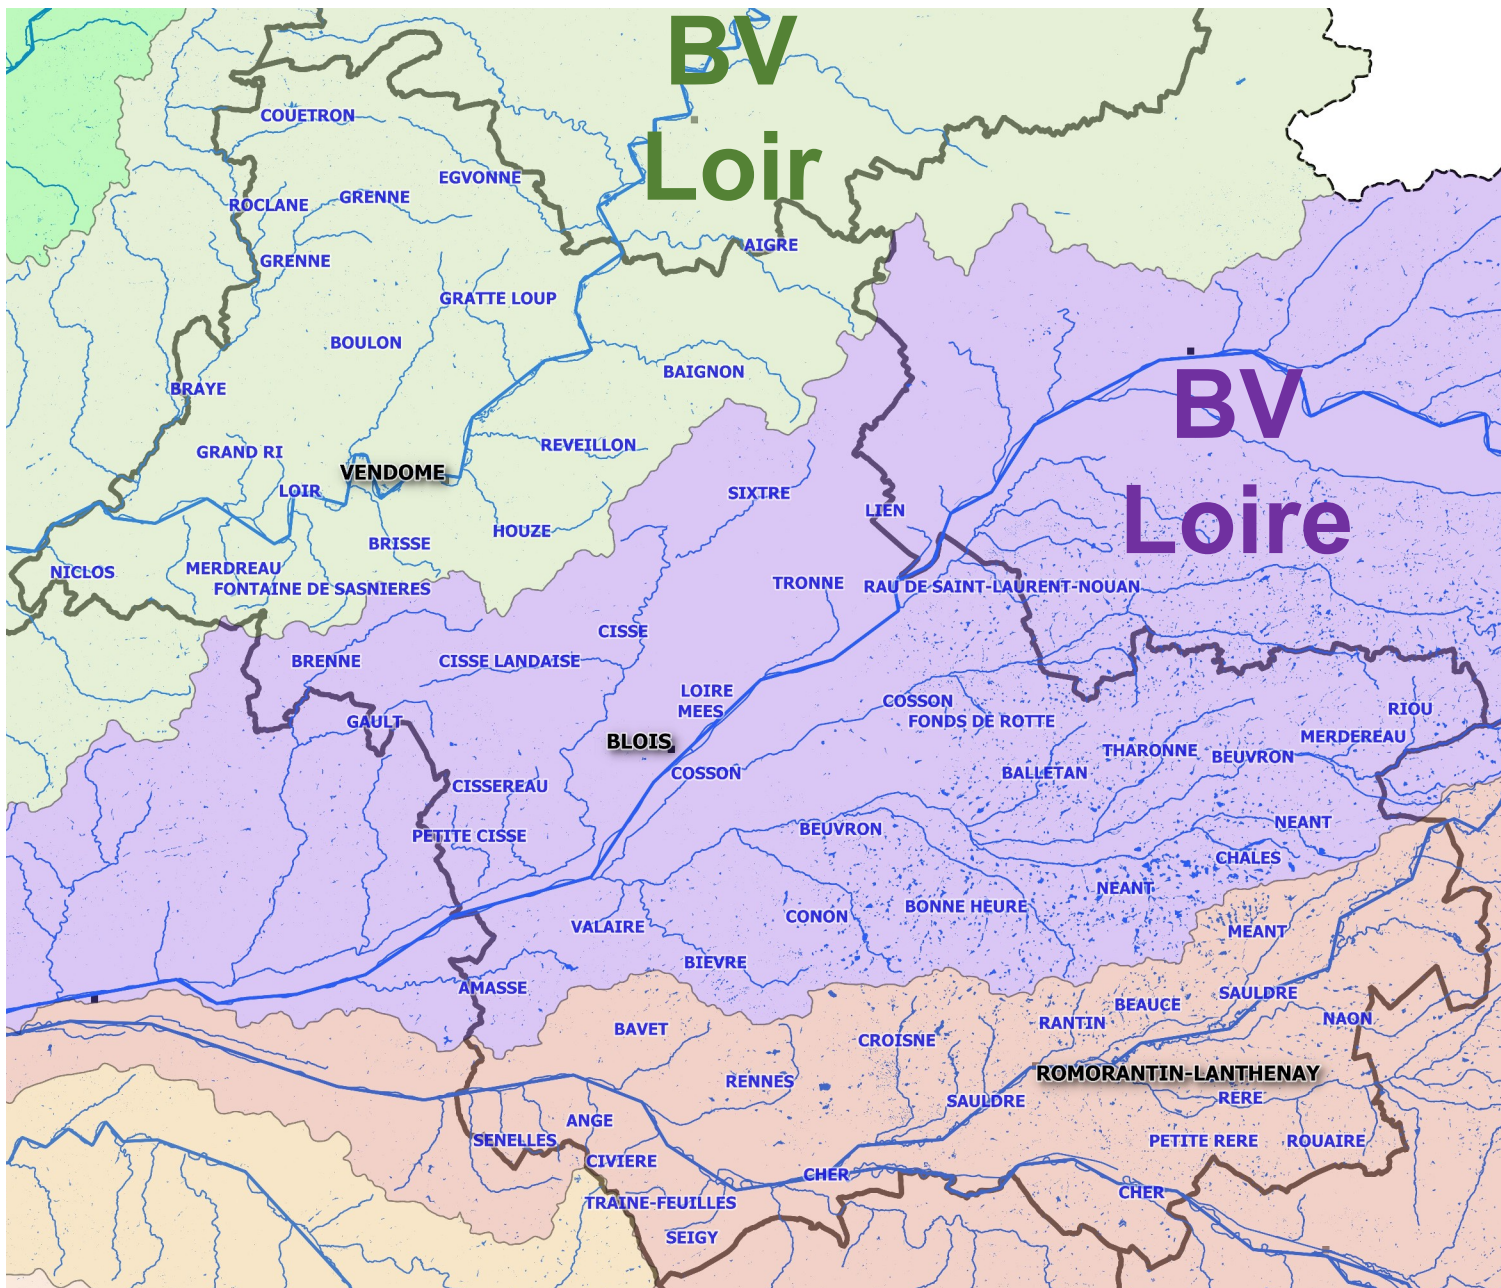 BV
Loir
COUETRON
EGVONNE
GRENNE
ROCLANE
AIGRE
GRENNE
GRATTE LOUP
BOULON
BAIGNON
BRAYE
BV
Loire
REVEILLON
GRAND RI
VENDOME
LOIR
SIXTRE
LIEN
HOUZE
BRISSE
NICLOS
MERDREAU
FONTAINE DE SASNIERES
TRONNE
RAU DE SAINT-LAURENT-NOUAN
CISSE
BRENNE
CISSE LANDAISE
LOIRE
MEES
COSSON
FONDS DE ROTTE
RIOU
GAULT
BLOIS
MERDEREAU
THARONNE
BEUVRON
COSSON
BALLETAN
CISSEREAU
PETITE CISSE
BEUVRON
NEANT
CHALES
NEANT
BONNE HEURE
CONON
VALAIRE
MEANT
BIEVRE
AMASSE
SAULDRE
BEAUCE
NAON
RANTIN
BAVET
CROISNE
ROMORANTIN-LANTHENAY
RENNES
RERE
SAULDRE
ANGE
SENELLES
PETITE RERE
ROUAIRE
CIVIERE
CHER
CHER
TRAINE-FEUILLES
SEIGY